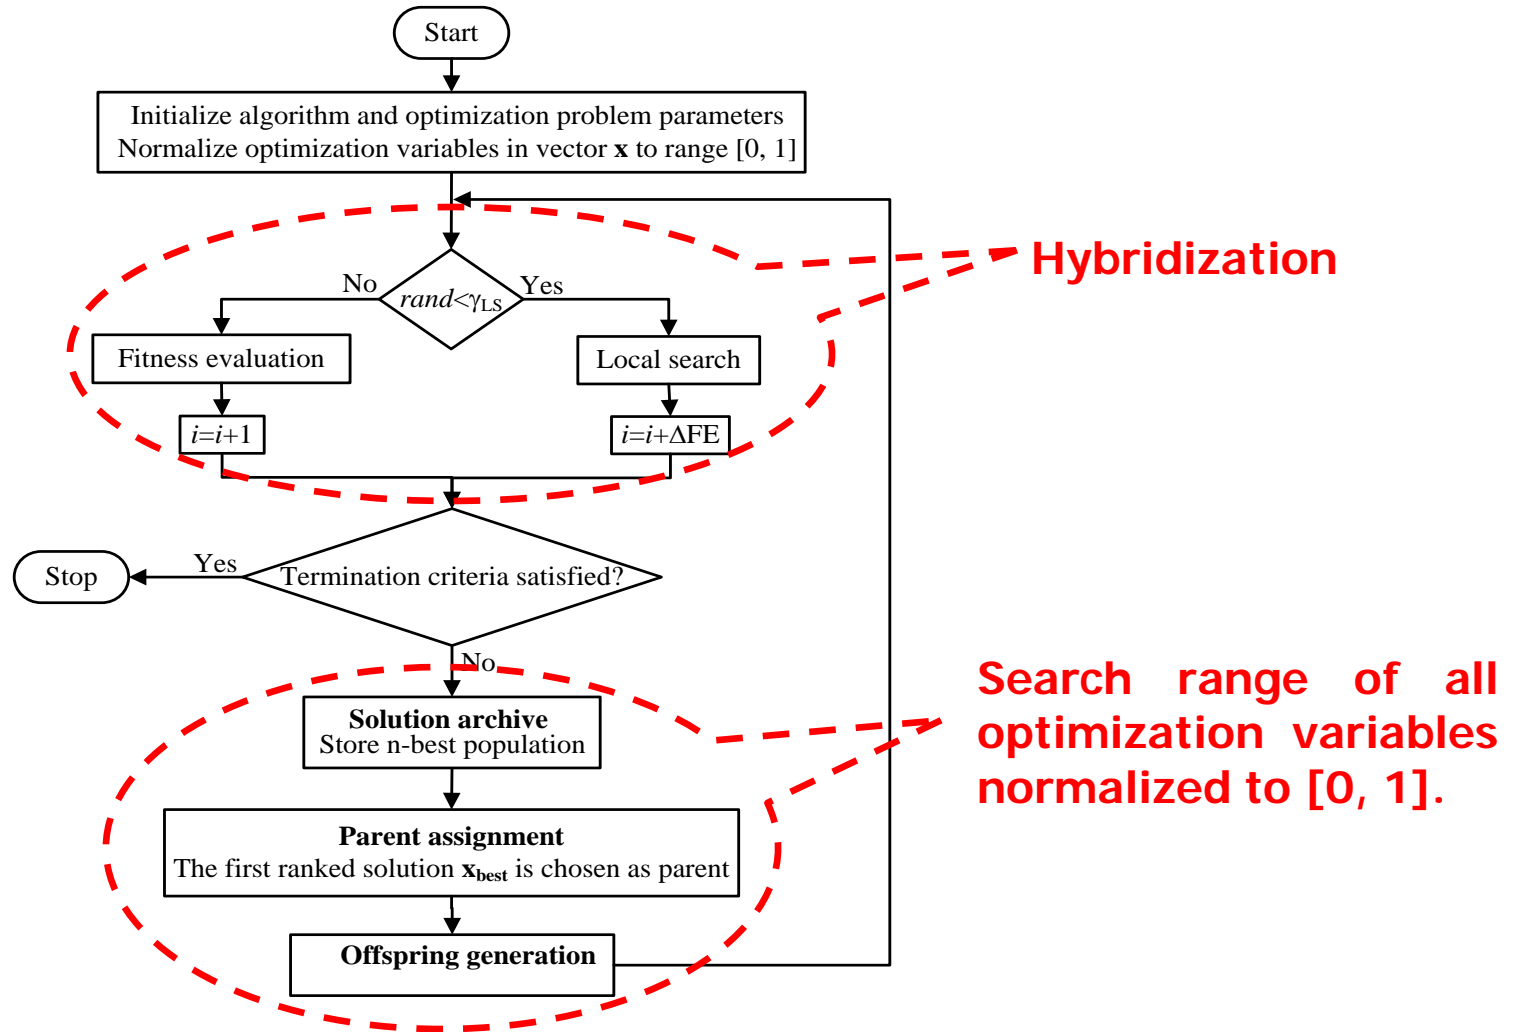 Start
Initialize algorithm and optimization problem parameters
Normalize optimization variables in vector x to range [0, 1]
Hybridization
No
rand<γLS
Yes
Fitness evaluation
Local search
i=i+1
i=i+ΔFE
Stop
Yes
Termination criteria satisfied?
No
Solution archive
Store n-best population
Search range of all
optimization variables
normalized to [0, 1].
Parent assignment
The first ranked solution xbest is chosen as parent
Offspring generation